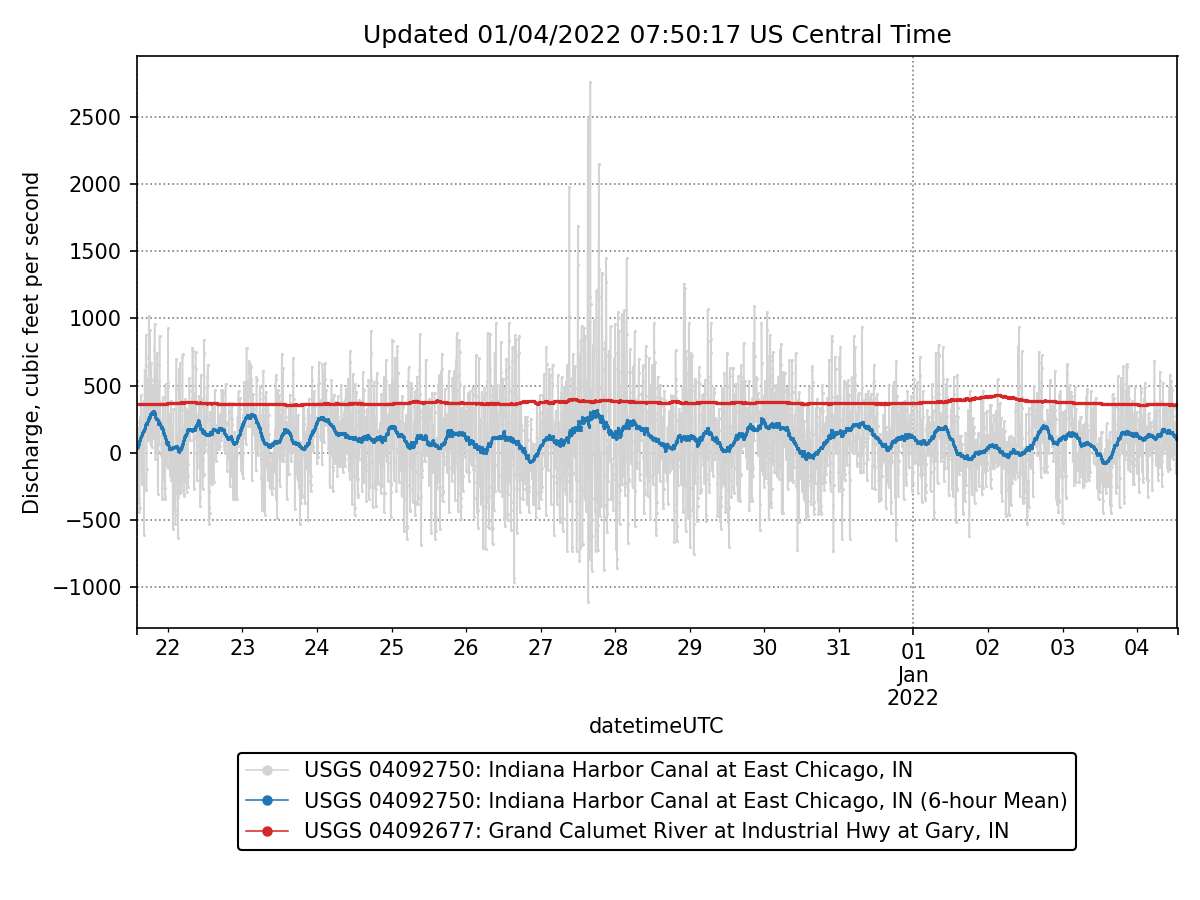 Updated 01/04/2022 07:50:17 US Central Time
Discharge, cubic feet per second
2500
2000
1500
1000
500
0
−500
−1000
22 23 24 25 26 27 28 29 30 31 01 02 03 04
Jan
2022
datetimeUTC
USGS 04092750: Indiana Harbor Canal at East Chicago, IN
USGS 04092750: Indiana Harbor Canal at East Chicago, IN (6-hour Mean)
USGS 04092677: Grand Calumet River at Industrial Hwy at Gary, IN